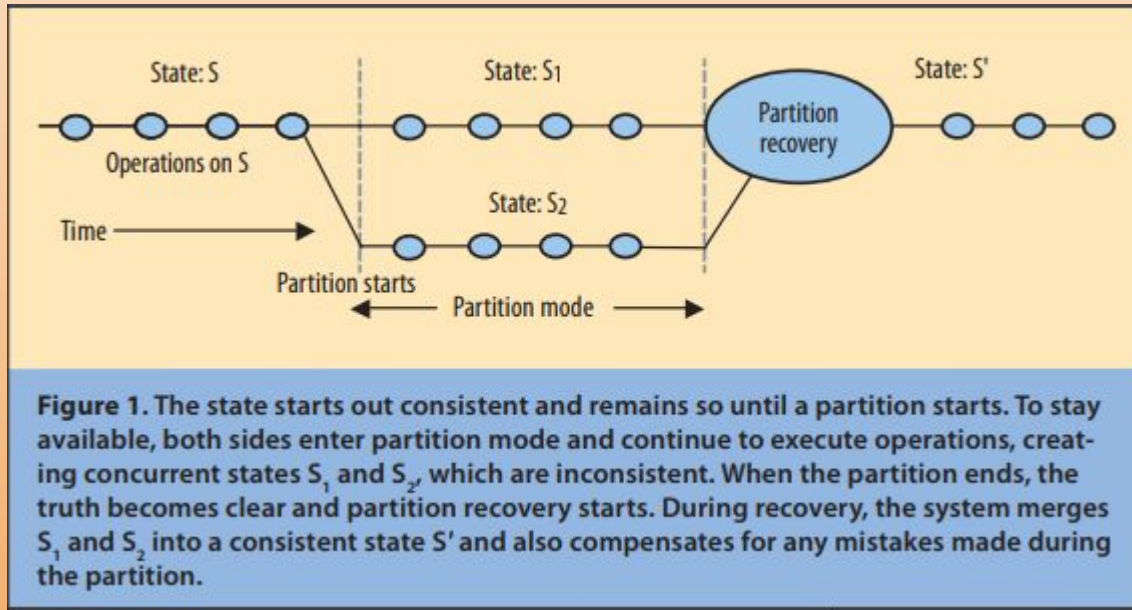 State: S
State: S₁
State: S'
Partition
recovery
Operations on S
State: S₂
Time
Partition starts
Partition mode
Figure 1. The state starts out consistent and remains so until a partition starts. To stay
available, both sides enter partition mode and continue to execute operations, creat-
ing concurrent states S₁ and S₂, which are inconsistent. When the partition ends, the
truth becomes clear and partition recovery starts. During recovery, the system merges
S₁ and S₂ into a consistent state S' and also compensates for any mistakes made during
the partition.